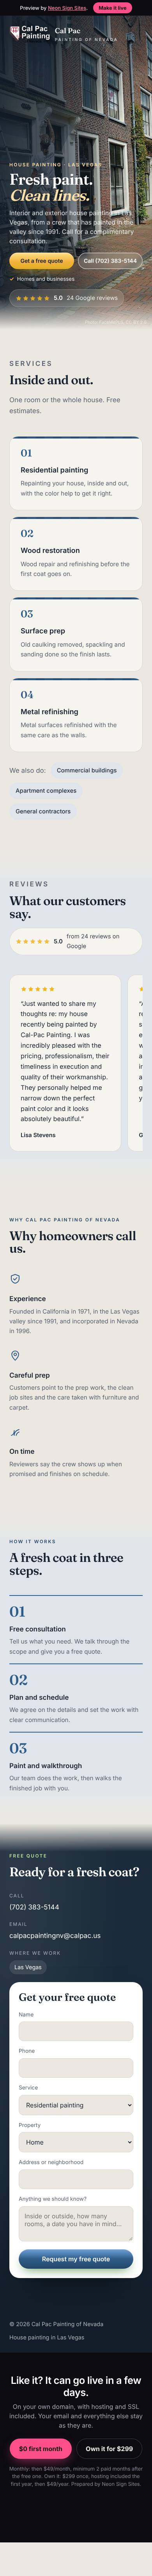 Preview by Neon Sign Sites. Make it live
Cal Pac
Painting
Cal Pac
PAINTING OF NEVADA
HOUSE PAINTING · LAS VEGAS
Fresh paint.
Clean lines.
Interior and exterior house painting in Las
Vegas, from a crew that has painted in the
valley since 1991. Call for a complimentary
consultation.
Get a free quote
Call (702) 383-5144
✓ Homes and Businesses
★★★★★ 5.0 24 Google reviews
SERVICES
Inside and out.
One room or the whole house. Free
estimates.
01
Residential painting
Repainting your house, inside and out,
with the color help to get it right.
02
Wood restoration
Wood repair and refinishing before the
first coat goes on.
03
Surface prep
Old caulking removed, spackling and
sanding done so the finish lasts.
04
Metal refinishing
Metal surfaces refinished with the
same care as the walls.
We also do: Commercial buildings
Apartment complexes
General contractors
REVIEWS
What our customers
say.
★★★★★ 5.0 from 24 reviews on
Google
★★★★★
"Just wanted to share my
thoughts re: my house
recently being painted by
Cal-Pac Painting. I was
incredibly pleased with the
pricing, professionalism, their
timeliness in execution and
quality of their workmanship.
They personally helped me
narrow down the perfect
paint color and it looks
absolutely beautiful."
Lisa Stevens
WHY CAL PAC PAINTING OF NEVADA
Why homeowners call
us.
Experience
Founded in California in 1971, in the Las Vegas
valley since 1991, and incorporated in Nevada
in 1996.
Careful prep
Customers point to the prep work, the clean
job sites and the care taken with furniture and
carpet.
On time
Reviewers say the crew shows up when
promised and finishes on schedule.
HOW IT WORKS
A fresh coat in three
steps.
01
Free consultation
Tell us what you need. We talk through the
scope and give you a free quote.
02
Plan and schedule
We agree on the details and set the work with
clear communication.
03
Paint and walkthrough
Our team does the work, then walks the
finished job with you.
FREE QUOTE
Ready for a fresh coat?
CALL
(702) 383-5144
EMAIL
calpacpaintingnv@calpac.us
WHERE WE WORK
Las Vegas
Get your free quote
Name
Phone
Service
Residential painting
Property
Home
Address or neighborhood
Anything we should know?
Inside or outside, how many
rooms, a date you have in mind...
Request my free quote
© 2026 Cal Pac Painting of Nevada
House painting in Las Vegas
Like it? It can go live in a few
days.
On your own domain, with hosting and SSL
included. Your email and everything else stay
as they are.
$0 first month
Own it for $299
Monthly: then $49/month, minimum 2 paid months after
the free one. Own it: $299 once, hosting included the
first year, then $49/year. Prepared by Neon Sign Sites.